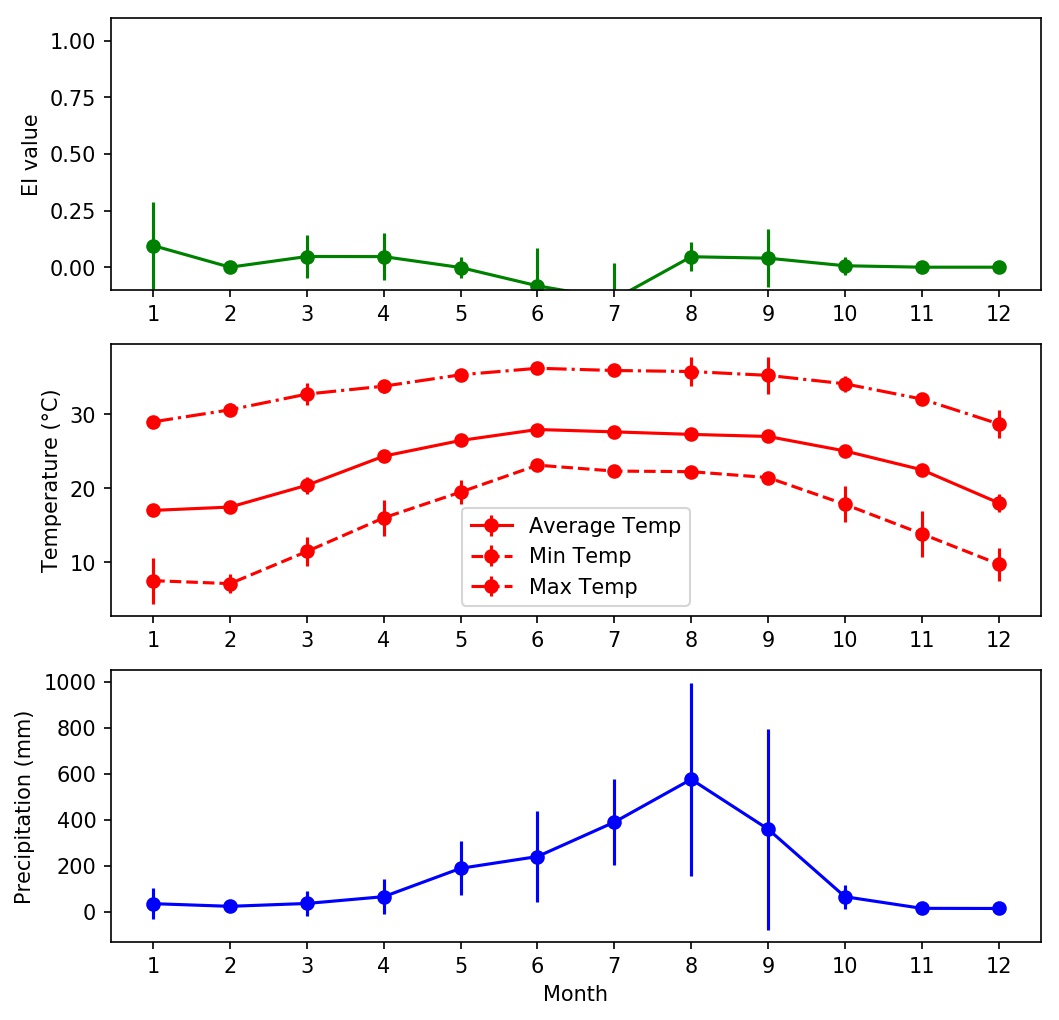 EI value
1.00
0.75
0.50
0.25
0.00
1 2 3 4 5 6 7 8 9 10 11 12
Temperature (°C)
30
20
10
Average Temp
Min Temp
Max Temp
1 2 3 4 5 6 7 8 9 10 11 12
Precipitation (mm)
1000
800
600
400
200
0
1 2 3 4 5 6 7 8 9 10 11 12
Month